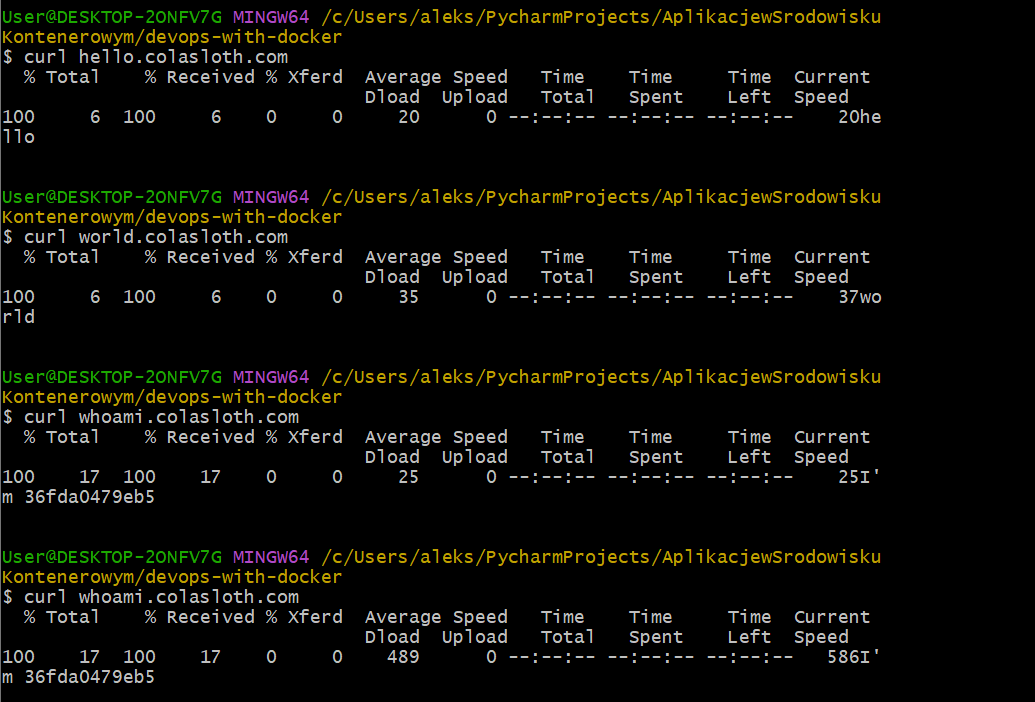 User@DESKTOP-2ONFV7G MINGW64 /c/Users/aleks/PycharmProjects/AplikacjewSrodowisku
Kontenerowym/devops-with-docker
$ curl hello.colasloth.com
  % Total    % Received % Xferd  Average Speed   Time    Time     Time  Current
                                 Dload  Upload   Total   Spent    Left  Speed
100     6  100     6    0     0     20      0 --:--:-- --:--:-- --:--:--    20he
llo
User@DESKTOP-2ONFV7G MINGW64 /c/Users/aleks/PycharmProjects/AplikacjewSrodowisku
Kontenerowym/devops-with-docker
$ curl world.colasloth.com
  % Total    % Received % Xferd  Average Speed   Time    Time     Time  Current
                                 Dload  Upload   Total   Spent    Left  Speed
100     6  100     6    0     0     35      0 --:--:-- --:--:-- --:--:--    37wo
rld
User@DESKTOP-2ONFV7G MINGW64 /c/Users/aleks/PycharmProjects/AplikacjewSrodowisku
Kontenerowym/devops-with-docker
$ curl whoami.colasloth.com
  % Total    % Received % Xferd  Average Speed   Time    Time     Time  Current
                                 Dload  Upload   Total   Spent    Left  Speed
100    17  100    17    0     0     25      0 --:--:-- --:--:-- --:--:--    25I'
m 36fda0479eb5
User@DESKTOP-2ONFV7G MINGW64 /c/Users/aleks/PycharmProjects/AplikacjewSrodowisku
Kontenerowym/devops-with-docker
$ curl whoami.colasloth.com
  % Total    % Received % Xferd  Average Speed   Time    Time     Time  Current
                                 Dload  Upload   Total   Spent    Left  Speed
100    17  100    17    0     0    489      0 --:--:-- --:--:-- --:--:--   586I'
m 36fda0479eb5